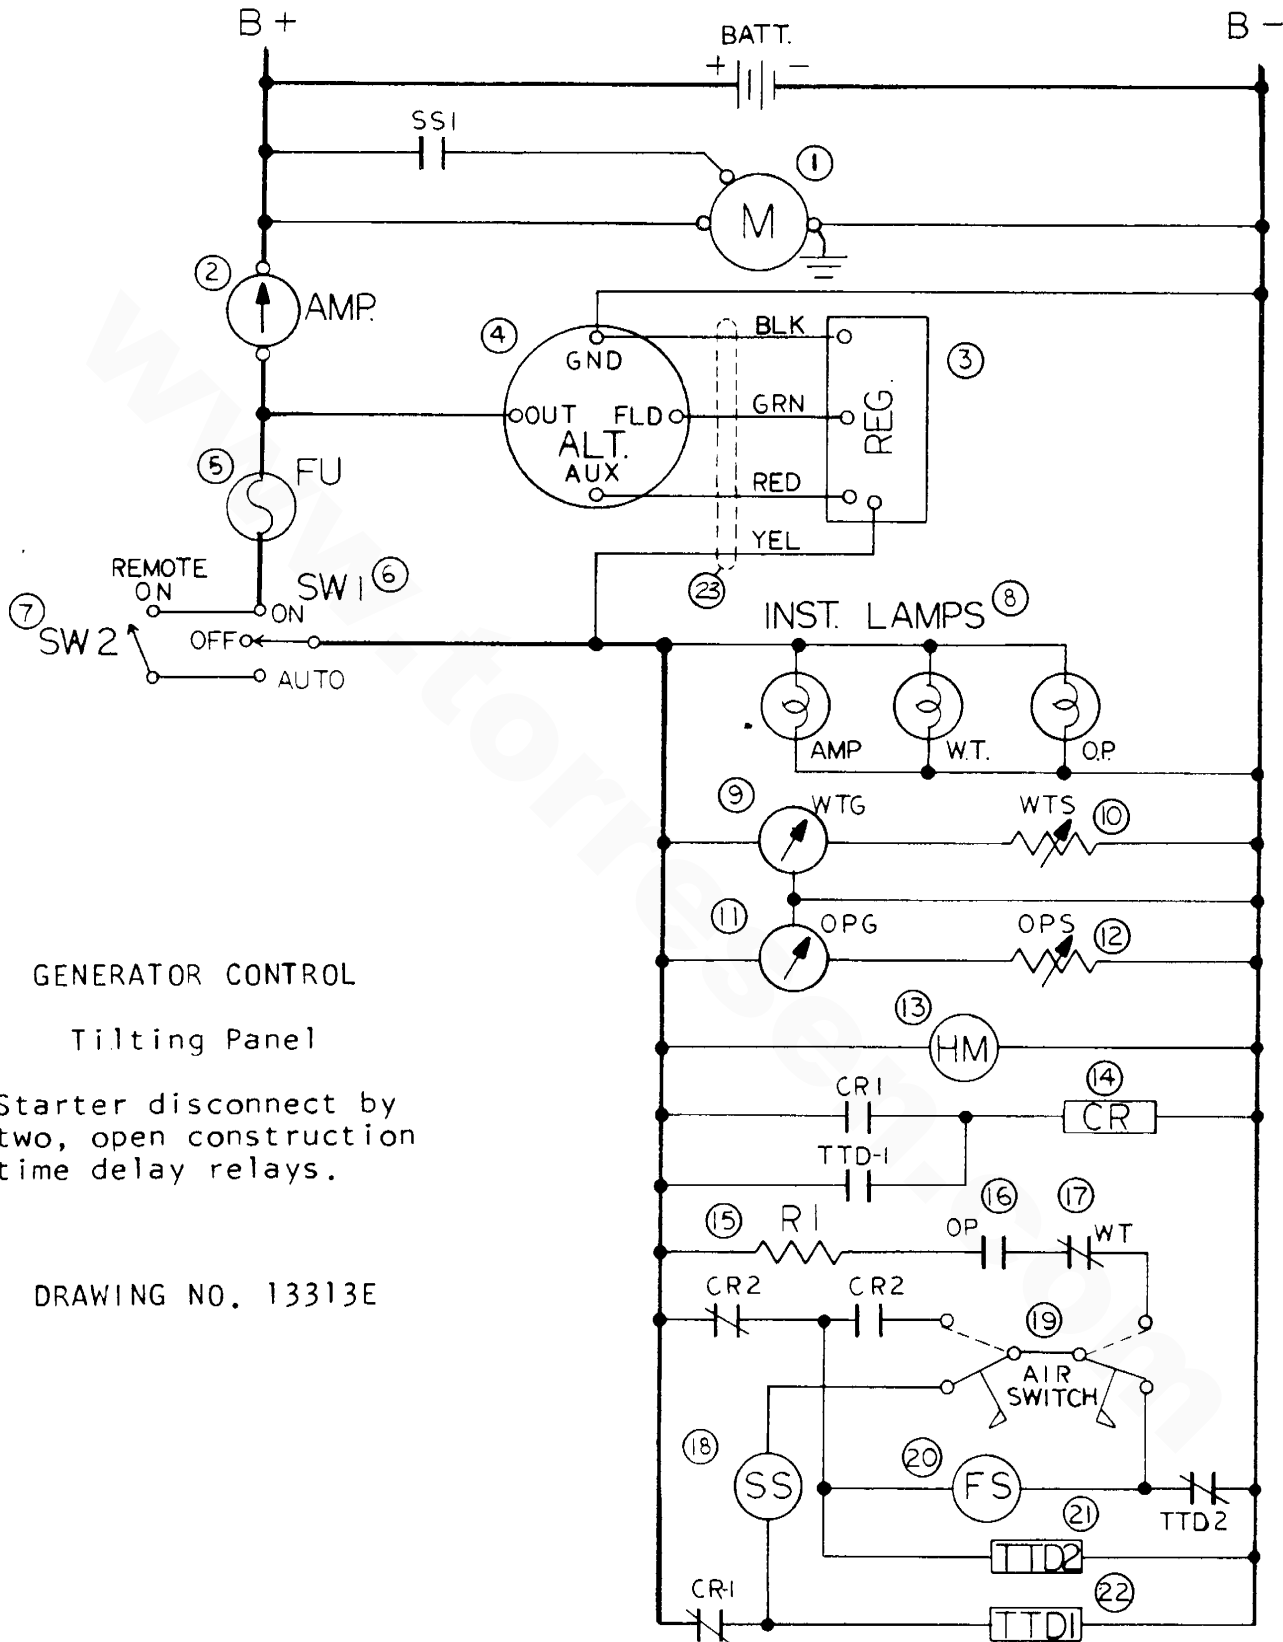 B+
B-
BATT.
+ -
SS1
1
M
2
AMP.
4
GND
BLK
3
OUT FLD
GRN
REG.
ALT.
AUX
RED
5
FU
YEL
23
REMOTE
ON
SW1
6
ON
7
SW2
OFF
AUTO
INST. LAMPS
8
AMP
W.T.
O.P.
9
WTG
WTS
10
11
OPG
OPS
12
GENERATOR CONTROL
Tilting Panel
Starter disconnect by
two, open construction
time delay relays.
DRAWING NO. 13313E
13
HM
CR1
14
CR
TTD-1
15
R1
OP
16
17
WT
CR2
CR2
19
AIR
SWITCH
18
SS
20
FS
TTD2
21
TTD2
CR-1
22
TTD1
www.torresen.com